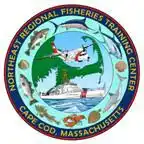 NORTHEAST REGIONAL FISHERIES TRAINING CENTER
CAPE COD, MASSACHUSETTS